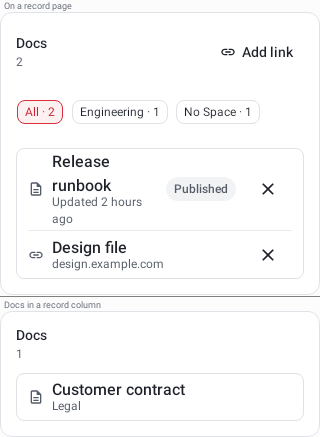 On a record page
Docs
2
Add link
All · 2
Engineering · 1
No Space · 1
Release
runbook
Updated 2 hours
ago
Published
Design file
design.example.com
Docs in a record column
Docs
1
Customer contract
Legal